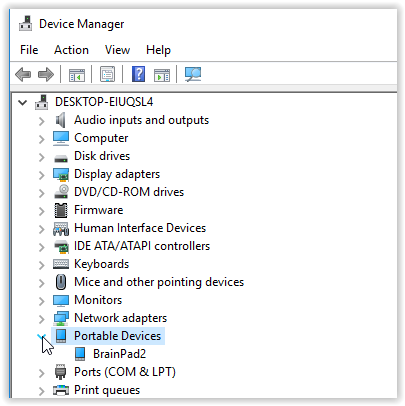 Device Manager
File Action View Help
DESKTOP-EIUQSL4
Audio inputs and outputs
Computer
Disk drives
Display adapters
DVD/CD-ROM drives
Firmware
Human Interface Devices
IDE ATA/ATAPI controllers
Keyboards
Mice and other pointing devices
Monitors
Network adapters
Portable Devices
BrainPad2
Ports (COM & LPT)
Print queues